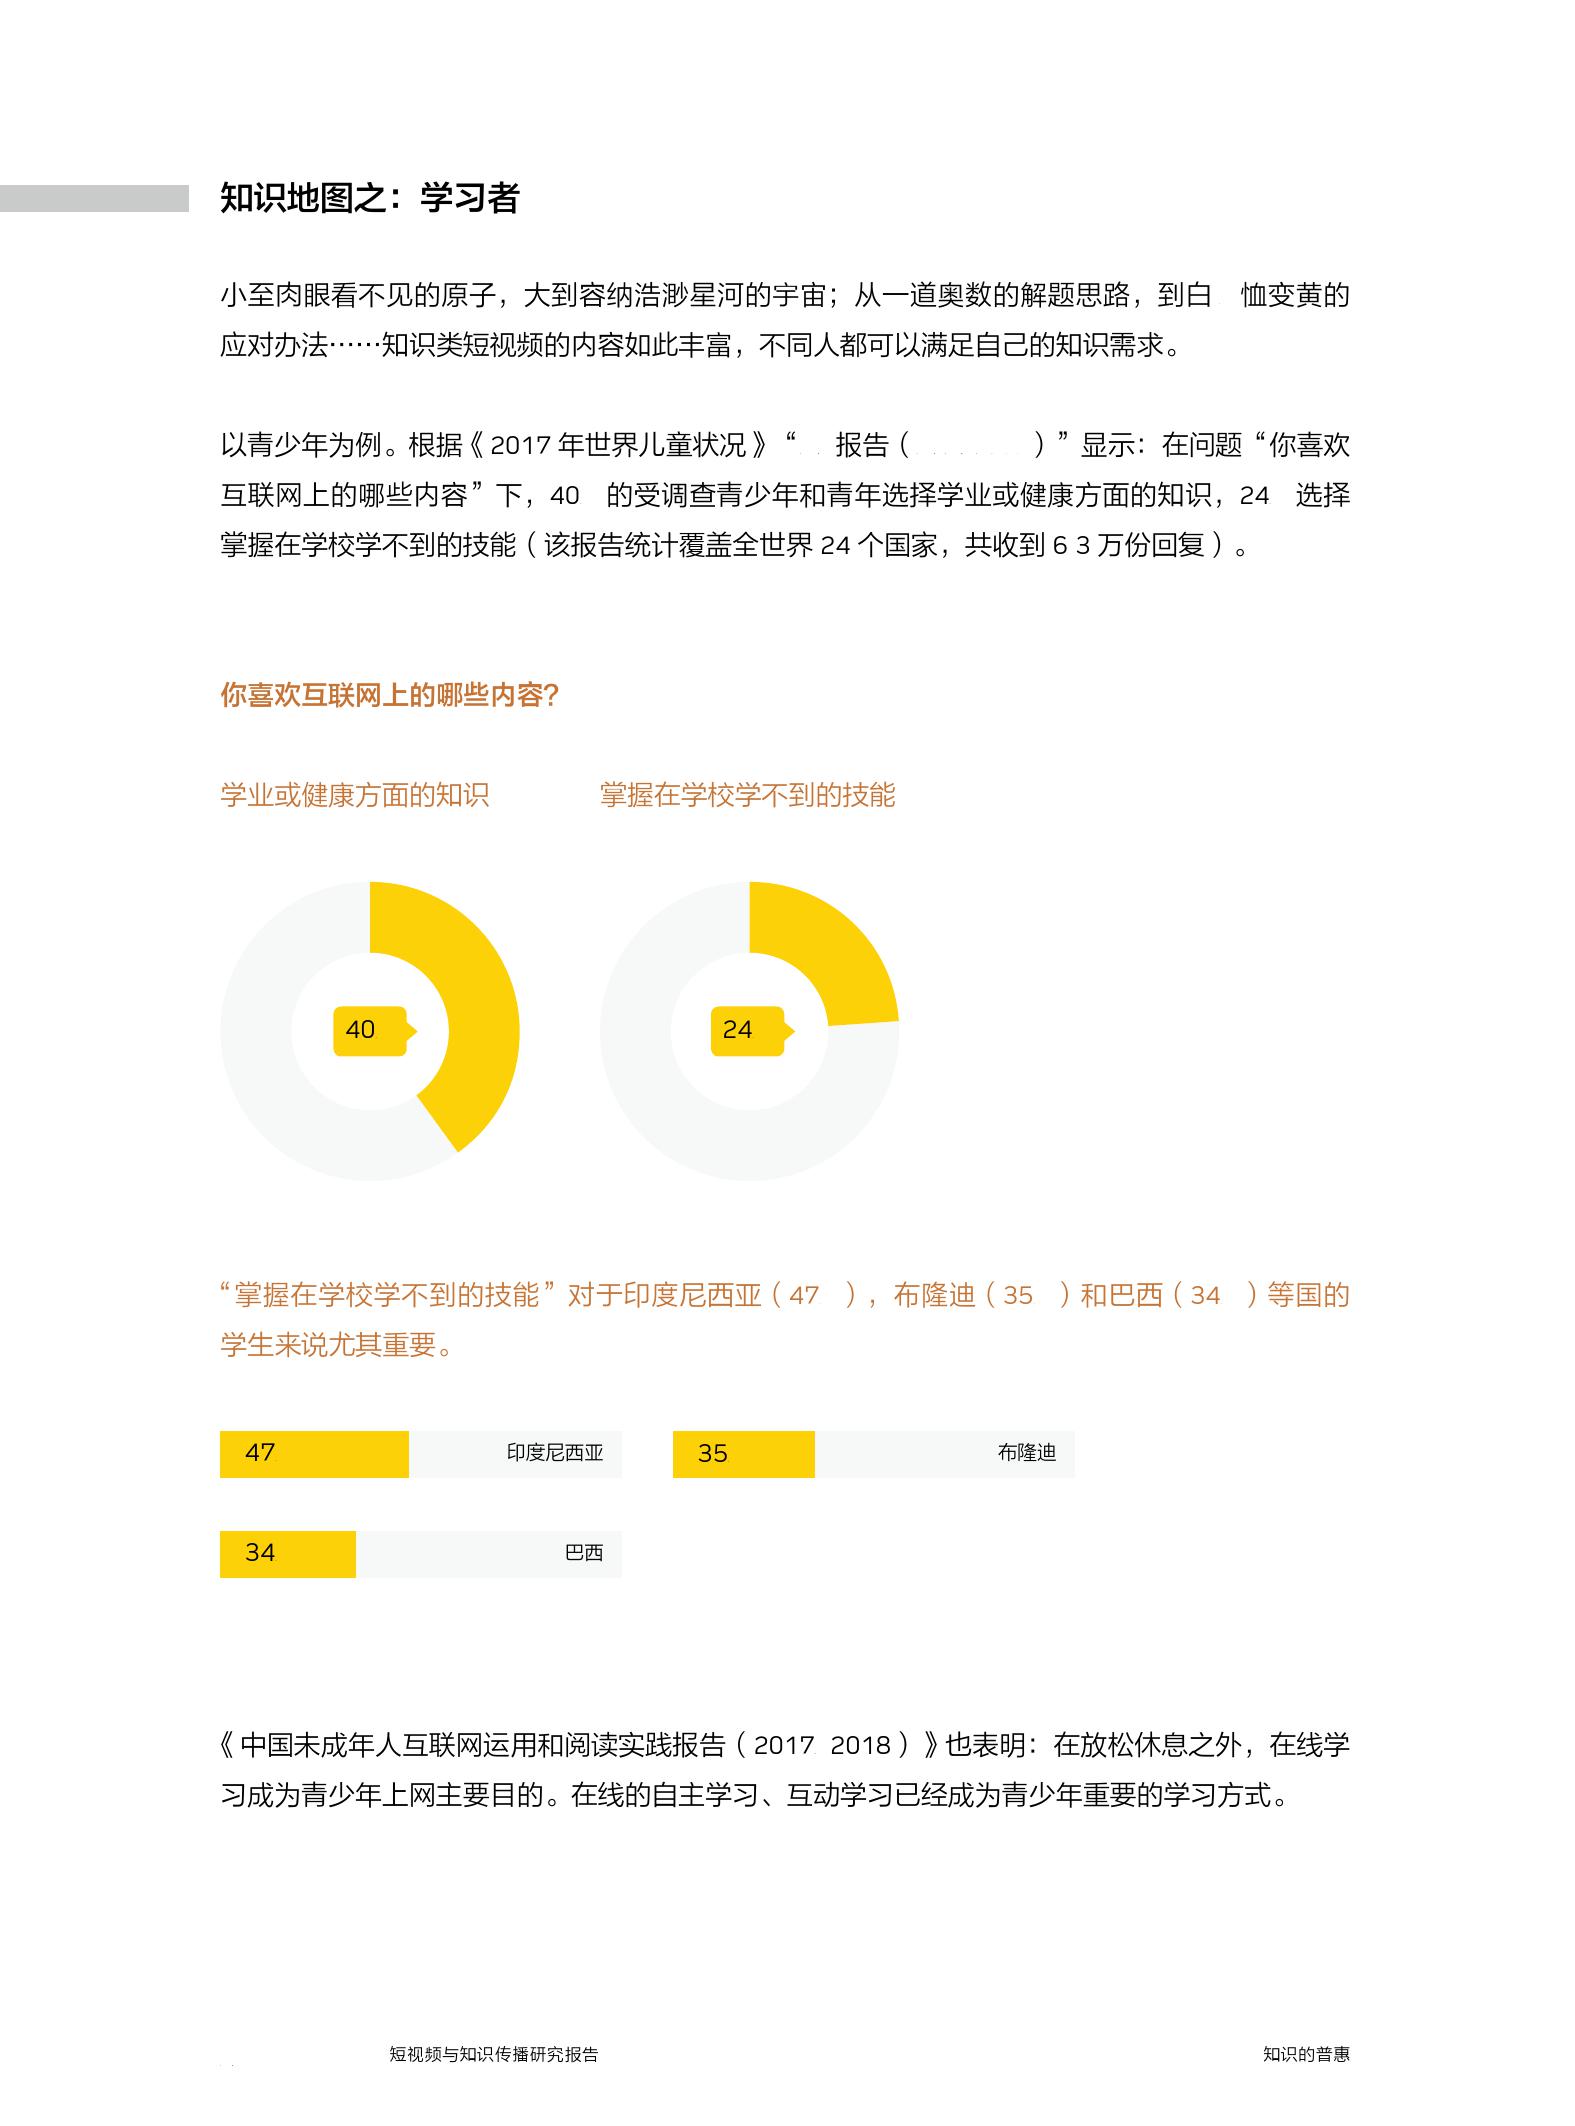 知识地图之：学习者
小至肉眼看不见的原子，大到容纳浩渺星河的宇宙；从一道奥数的解题思路，到白 恤变黄的
应对办法……知识类短视频的内容如此丰富，不同人都可以满足自己的知识需求。
以青少年为例。根据《2017 年世界儿童状况》“ 报告（ ）”显示：在问题“你喜欢
互联网上的哪些内容”下，40 的受调查青少年和青年选择学业或健康方面的知识，24 选择
掌握在学校学不到的技能（该报告统计覆盖全世界 24 个国家，共收到 6 3 万份回复）。
你喜欢互联网上的哪些内容？
学业或健康方面的知识 掌握在学校学不到的技能
40 24
“掌握在学校学不到的技能”对于印度尼西亚（47 ），布隆迪（35 ）和巴西（34 ）等国的
学生来说尤其重要。
47 印度尼西亚 35 布隆迪
34 巴西
《中国未成年人互联网运用和阅读实践报告（2017 2018）》也表明：在放松休息之外，在线学
习成为青少年上网主要目的。在线的自主学习、互动学习已经成为青少年重要的学习方式。
短视频与知识传播研究报告 知识的普惠